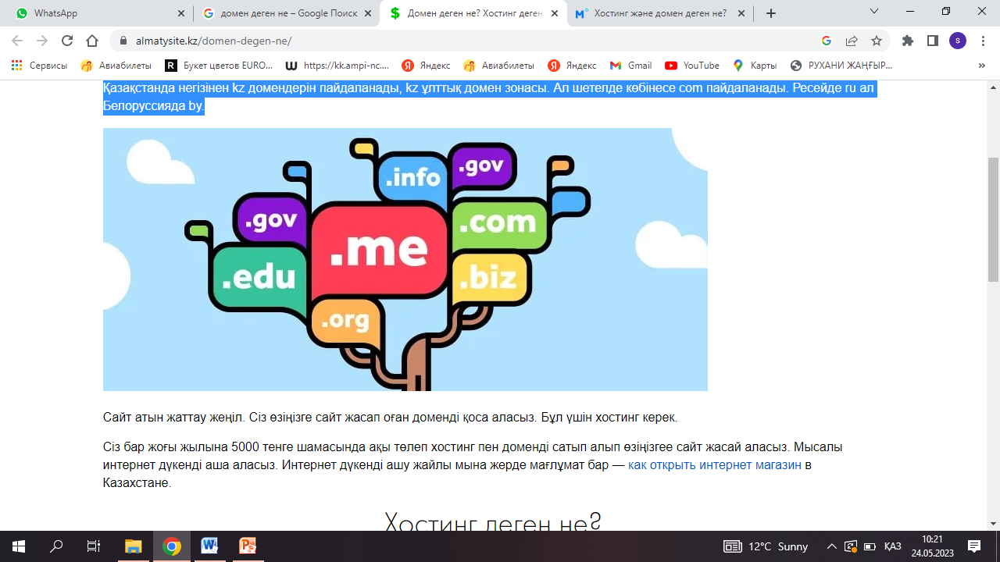 WhatsApp
домен деген не – Google Поиск
Домен деген не? Хостинг деген
Хостинг және домен деген не?
almatysite.kz/domen-degen-ne/
s
Сервисы
Авиабилеты
Букет цветов EURO...
https://kk.ampi-nc....
Яндекс
Авиабилеты
Яндекс
YouTube
Gmail
Карты
РУХАНИ ЖАҢҒЫР...
Қазақстанда негізінен kz домендерін пайдаланады, kz ұлттық домен зонасы. Ал шетелде көбінесе com пайдаланады. Ресейде ru ал
Белоруссияда by.
.info
.gov
.gov
.me
.com
.edu
.biz
.org
Сайт атын жаттау жеңіл. Сіз өзіңізге сайт жасап оған доменді қоса аласыз. Бұл үшін хостинг керек.
Сіз бар жоғы жылына 5000 тенге шамасында ақы төлеп хостинг пен доменді сатып алып өзіңізгее сайт жасай аласыз. Мысалы
интернет дүкенді аша аласыз. Интернет дүкенді ашу жайлы мына жерде мағлұмат бар — как открыть интернет магазин в
Казахстане.
Хостинг деген не?
12°C Sunny
ҚАЗ
10:21
24.05.2023